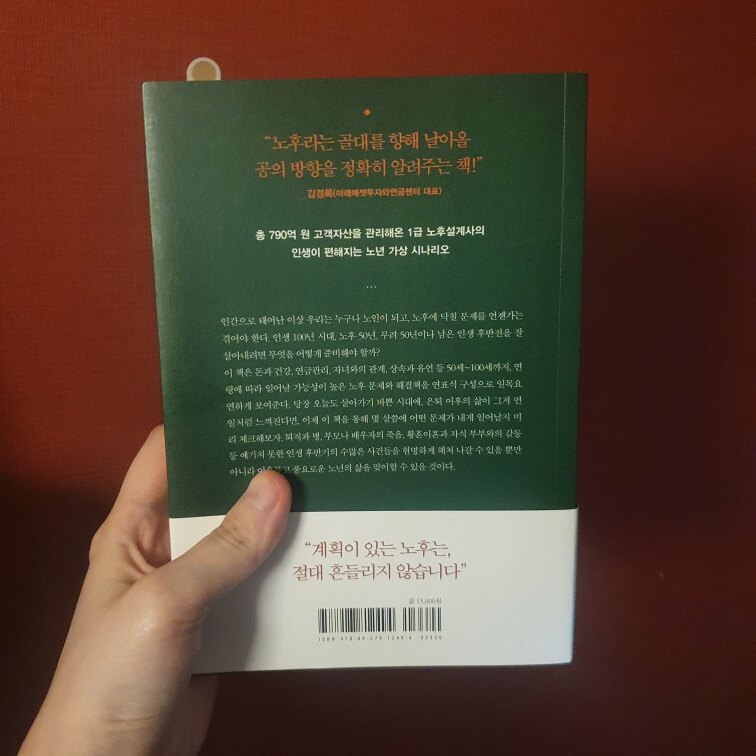 “노후라는 골대를 향해 날아올
공의 방향을 정확히 알려주는 책!”
김경록(미래에셋투자와연금센터 대표)
총 790억 원 고객자산을 관리해온 1급 노후설계사의
인생이 편해지는 노년 가상 시나리오
...
인간으로 태어난 이상 우리는 누구나 노인이 되고, 노후에 닥칠 문제를 언젠가는
겪어야 한다. 인생 100년 시대, 노후 50년, 무려 50년이나 남은 인생 후반전을 잘
살아내려면 무엇을 어떻게 준비해야 할까?
이 책은 돈과 건강, 연금관리, 자녀와의 관계, 상속과 유언 등 50세~100세까지, 연
령에 따라 일어날 가능성이 높은 노후 문제와 해결책을 연표식 구성으로 일목요
연하게 보여준다. 당장 오늘도 살아가기 바쁜 시대에, 은퇴 이후의 삶이 그저 먼
일처럼 느껴진다면, 이제 이 책을 통해 몇 살쯤에 어떤 문제가 내게 일어날지 미
리 체크해보자. 퇴직과 병, 부모나 배우자의 죽음, 황혼이혼과 자식 부부와의 갈등
등 예기치 못한 인생 후반기의 수많은 사건들을 현명하게 헤쳐 나갈 수 있을 뿐만
아니라 풍요로운 노년의 삶을 맞이할 수 있을 것이다.
“계획이 있는 노후는,
절대 흔들리지 않습니다”
값 15,000원
ISBN 978-89-278-1249-4 03320